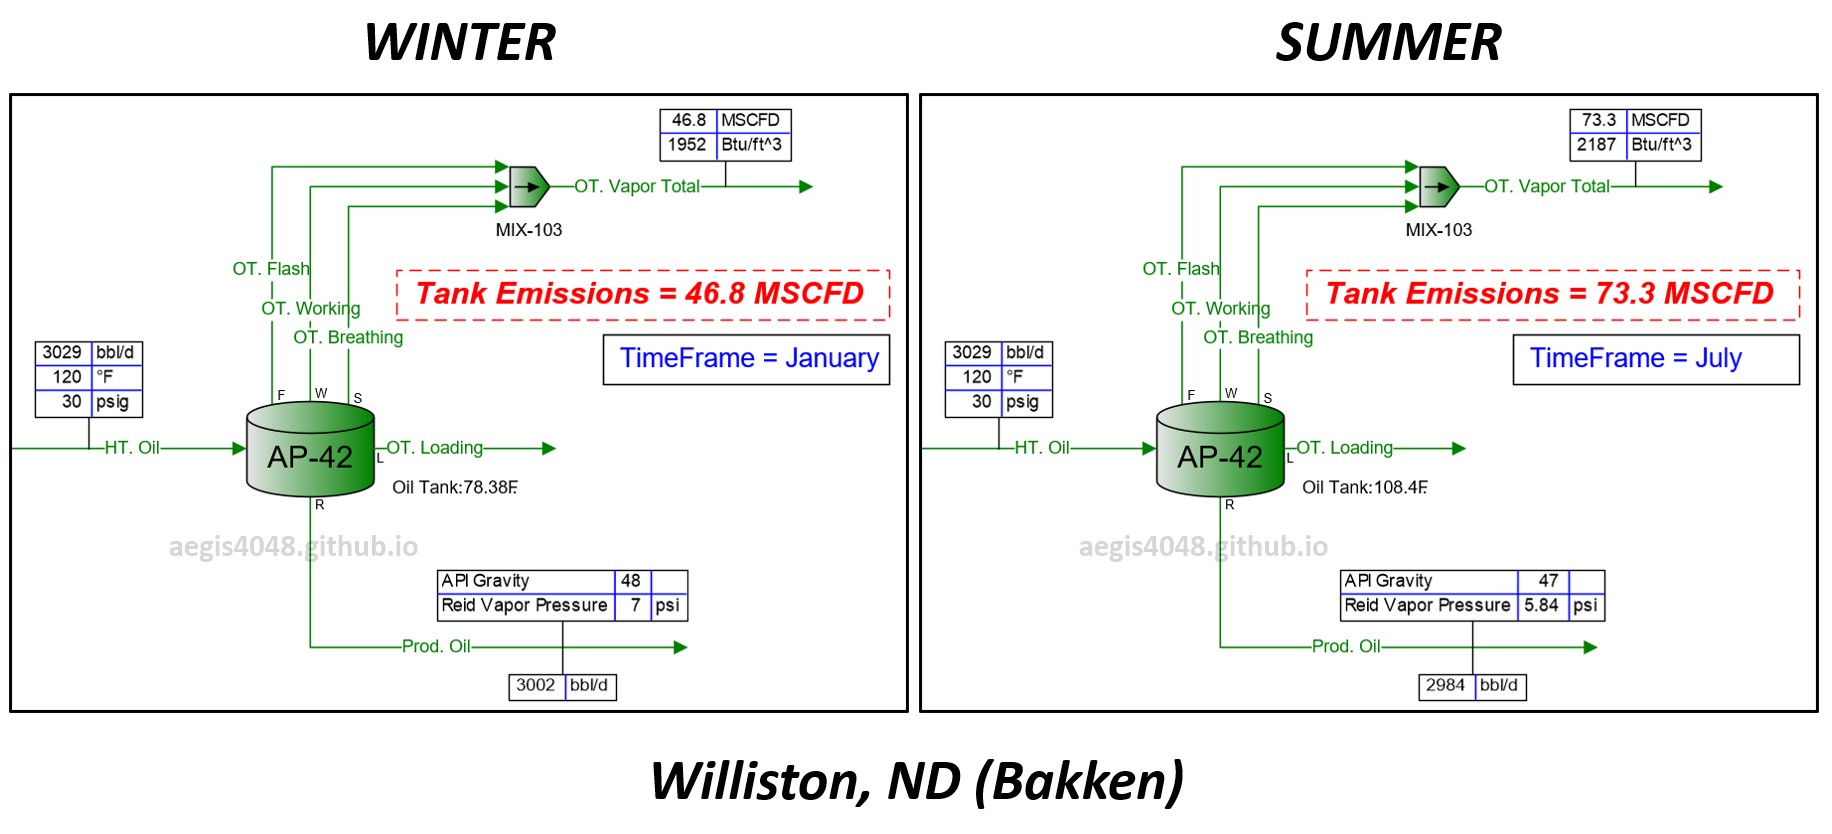 WINTER
46.8 MSCFD
1952 Btu/ft^3
OT. Vapor Total
MIX-103
OT. Flash
OT. Working
OT. Breathing
Tank Emissions = 46.8 MSCFD
TimeFrame = January
3029 bbl/d
120 °F
30 psig
F W S
HT. Oil
AP-42
OT. Loading
L
Oil Tank:78.38F
R
aegis4048.github.io
API Gravity 48
Reid Vapor Pressure 7 psi
Prod. Oil
3002 bbl/d
SUMMER
73.3 MSCFD
2187 Btu/ft^3
OT. Vapor Total
MIX-103
OT. Flash
OT. Working
OT. Breathing
Tank Emissions = 73.3 MSCFD
TimeFrame = July
3029 bbl/d
120 °F
30 psig
F W S
HT. Oil
AP-42
OT. Loading
L
Oil Tank:108.4F
R
aegis4048.github.io
API Gravity 47
Reid Vapor Pressure 5.84 psi
Prod. Oil
2984 bbl/d
Williston, ND (Bakken)